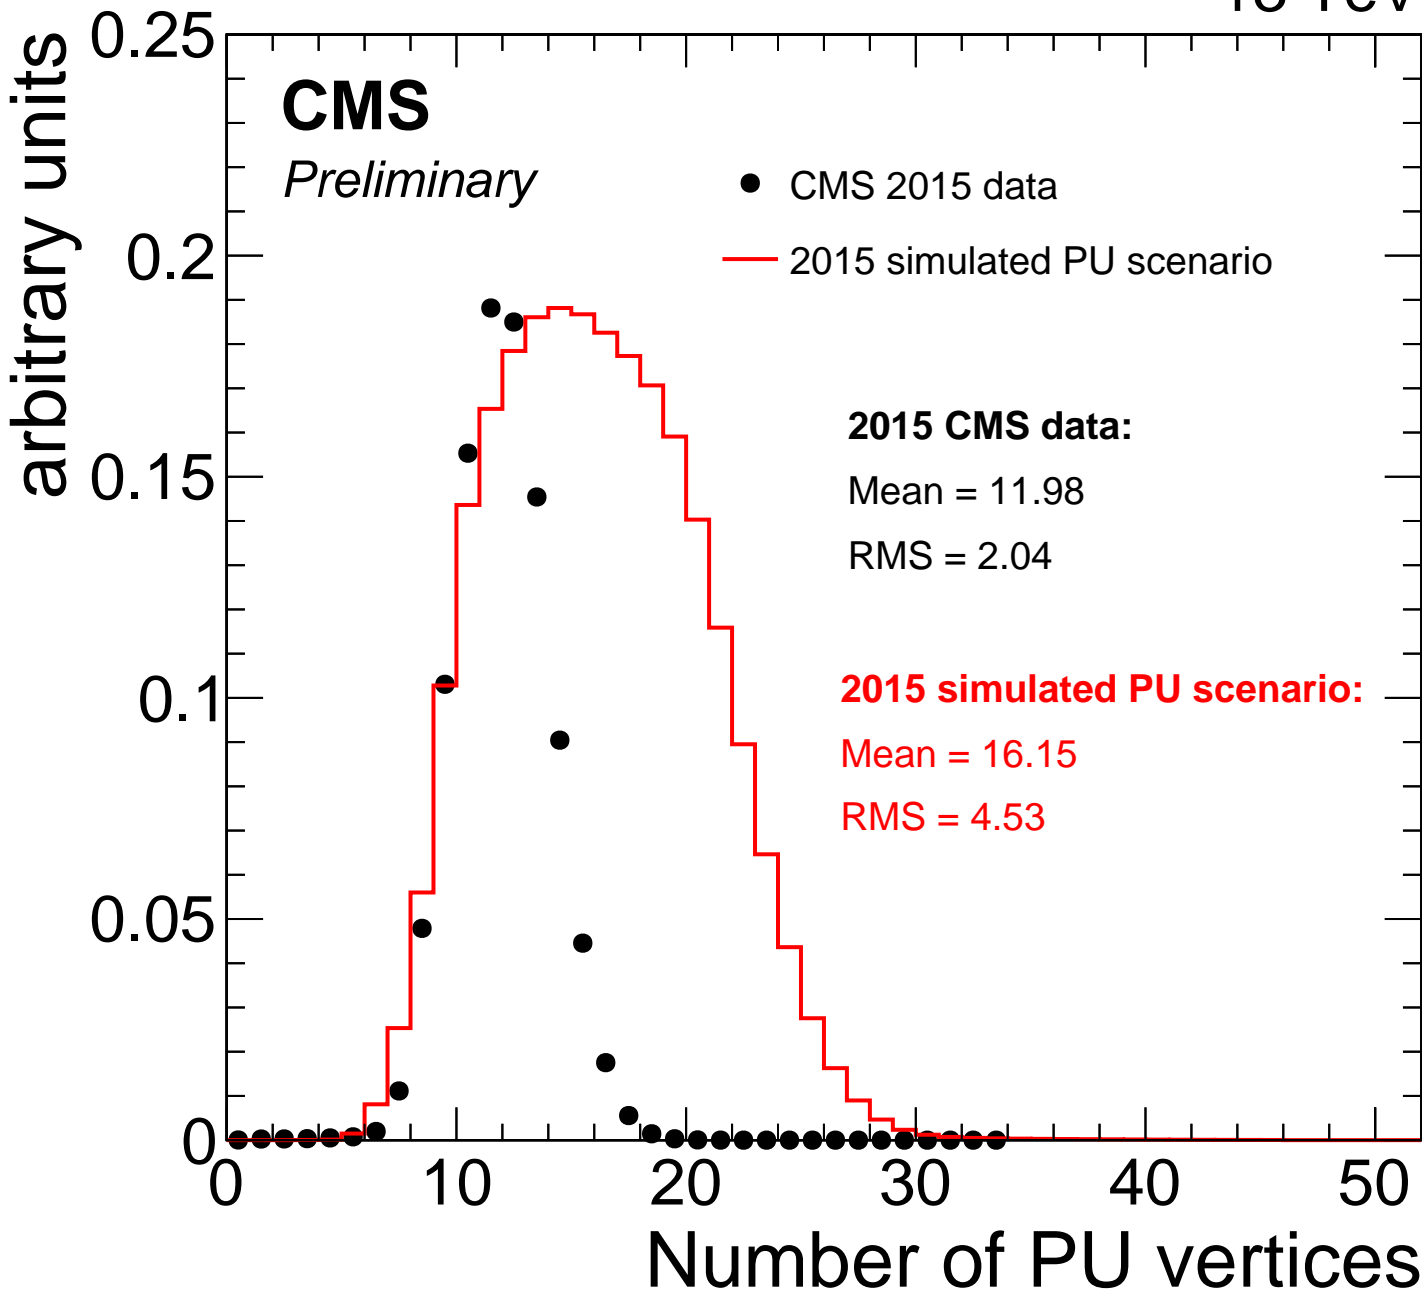 13 TeV
0.25
CMS
Preliminary
CMS 2015 data
0.2
2015 simulated PU scenario
arbitrary units
2015 CMS data:
0.15
Mean = 11.98
RMS = 2.04
0.1
2015 simulated PU scenario:
Mean = 16.15
RMS = 4.53
0.05
0
0 10 20 30 40 50
Number of PU vertices